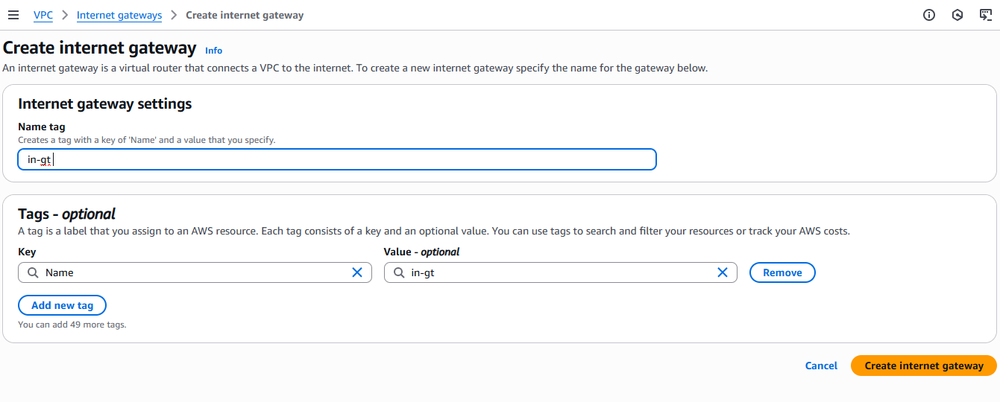 VPC > Internet gateways > Create internet gateway
Create internet gateway Info
An internet gateway is a virtual router that connects a VPC to the internet. To create a new internet gateway specify the name for the gateway below.
Internet gateway settings
Name tag
Creates a tag with a key of 'Name' and a value that you specify.
in-gt
Tags - optional
A tag is a label that you assign to an AWS resource. Each tag consists of a key and an optional value. You can use tags to search and filter your resources or track your AWS costs.
Key Value - optional
Name in-gt Remove
Add new tag
You can add 49 more tags.
Cancel Create internet gateway